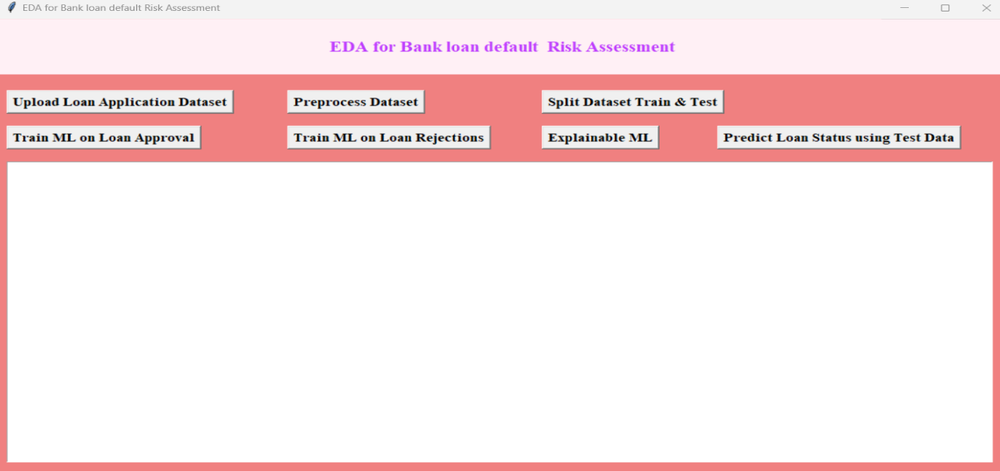 EDA for Bank loan default Risk Assessment
EDA for Bank loan default  Risk Assessment
Upload Loan Application Dataset Preprocess Dataset Split Dataset Train & Test
Train ML on Loan Approval Train ML on Loan Rejections Explainable ML Predict Loan Status using Test Data